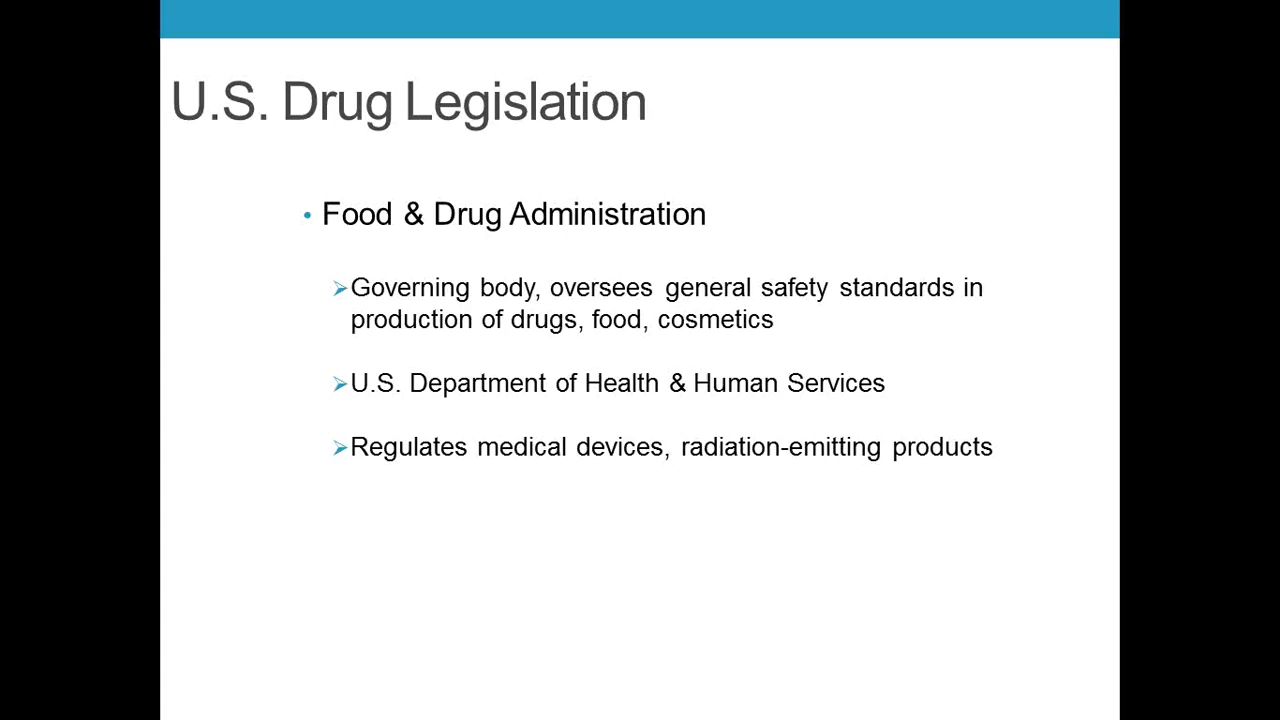 U.S. Drug Legislation
• Food & Drug Administration
➢Governing body, oversees general safety standards in
production of drugs, food, cosmetics
➢U.S. Department of Health & Human Services
➢Regulates medical devices, radiation-emitting products